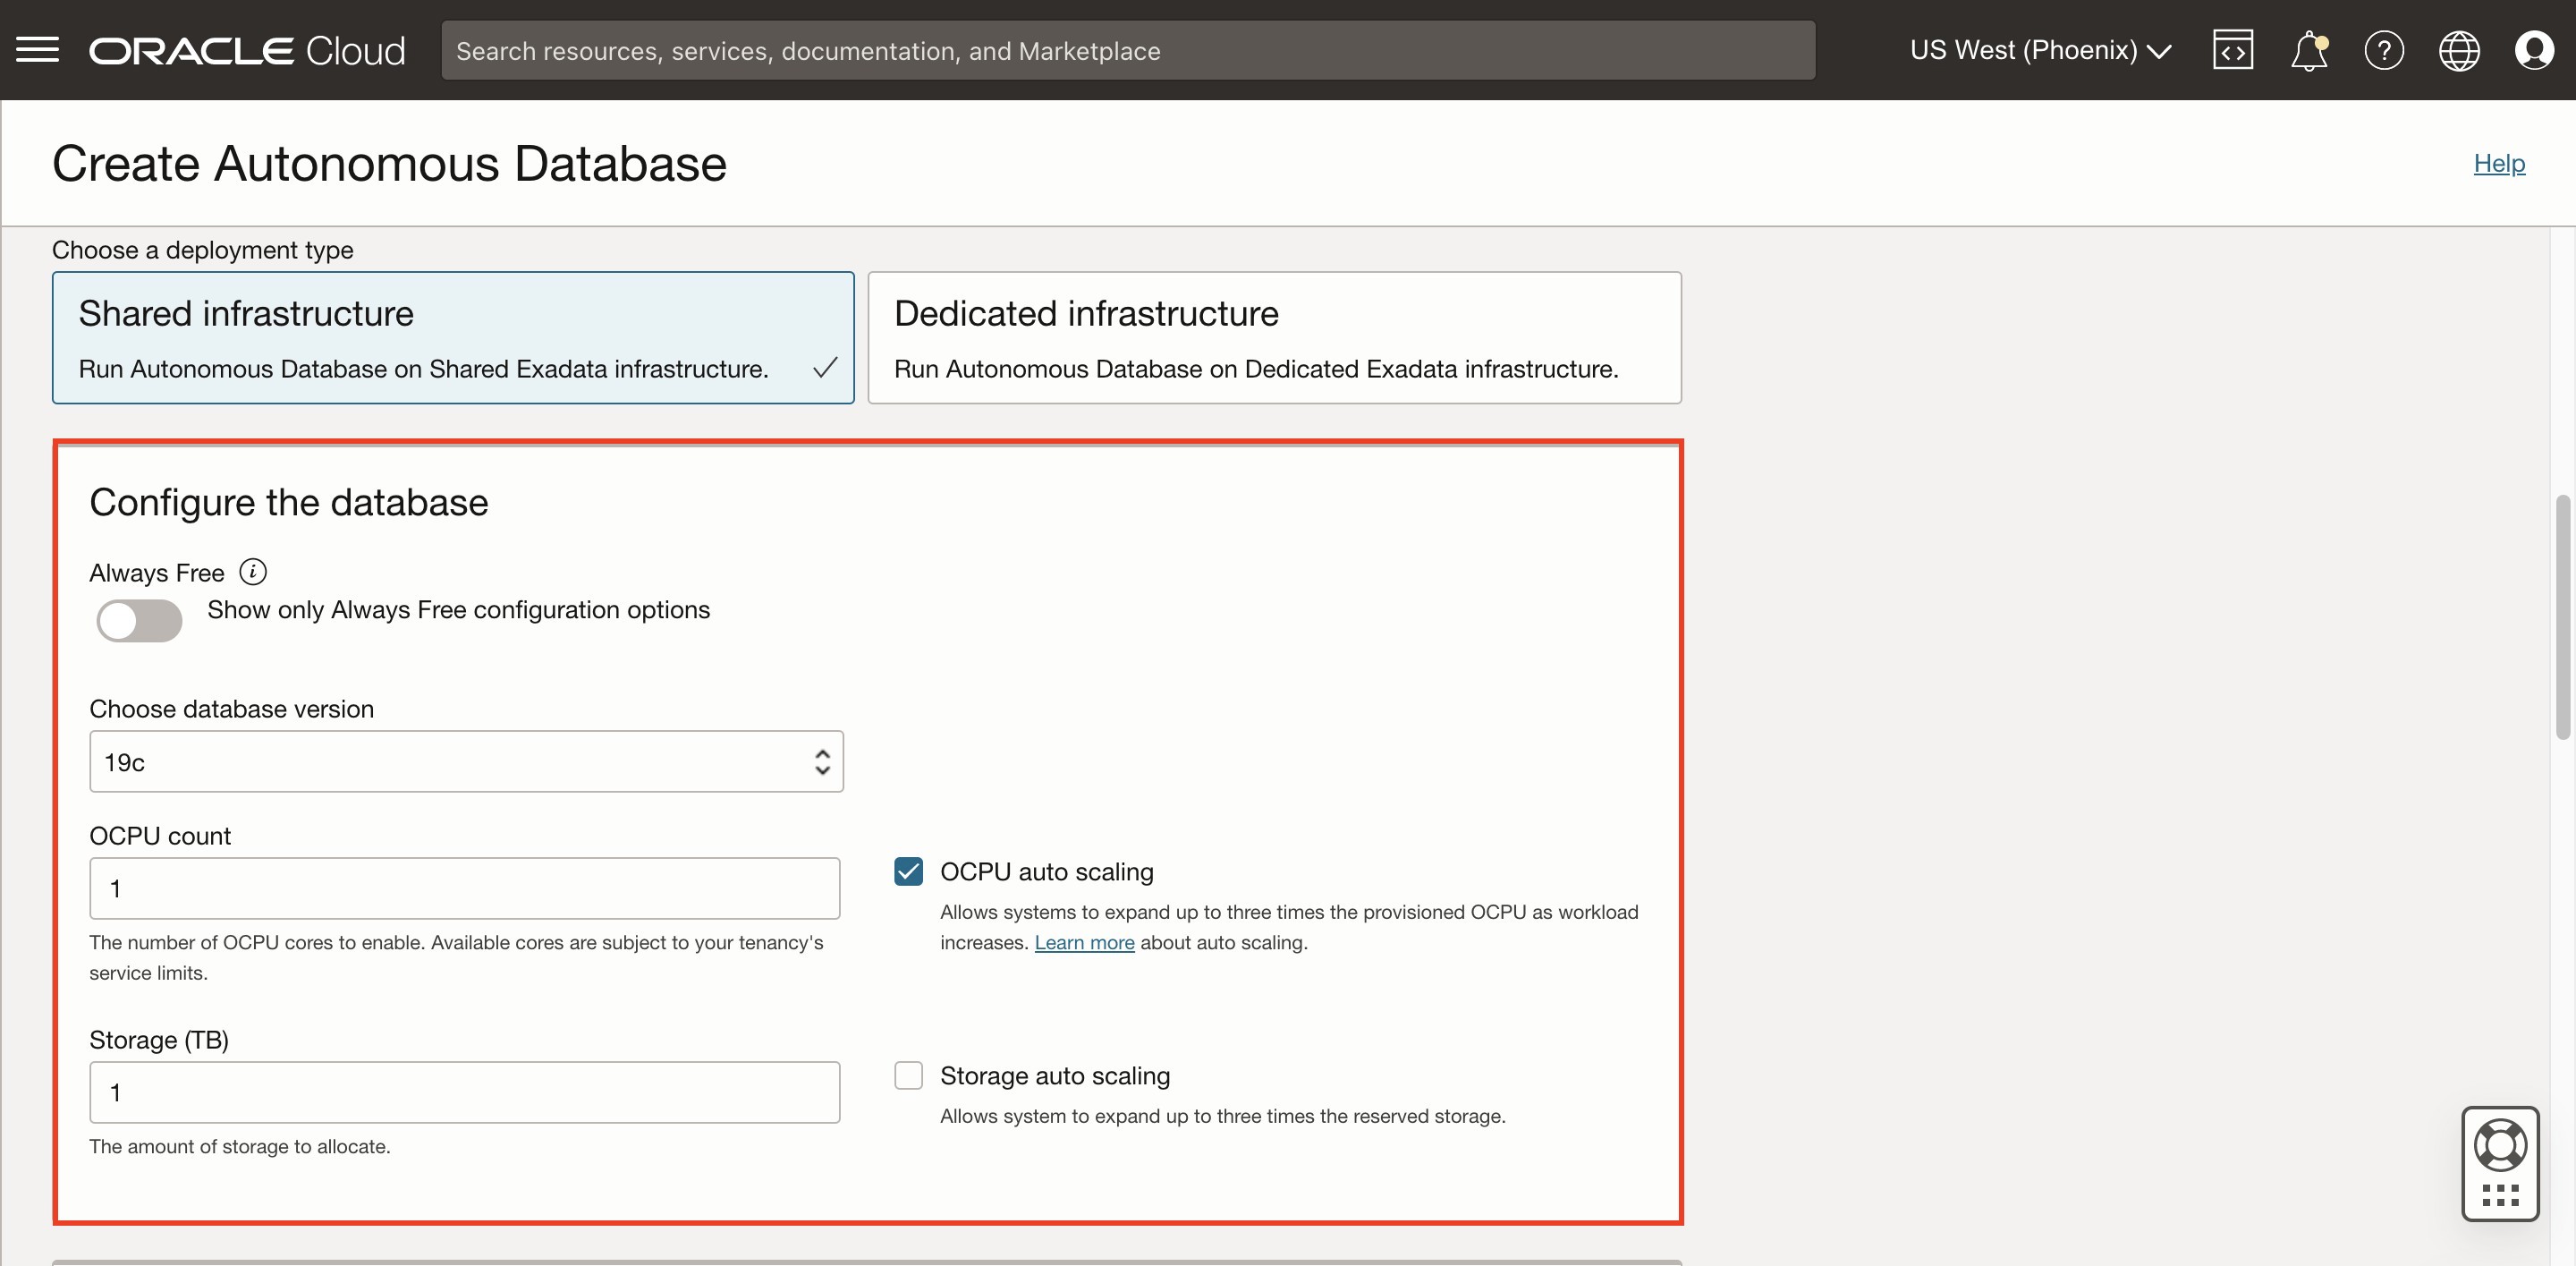 ORACLE Cloud
Search resources, services, documentation, and Marketplace
US West (Phoenix)
Create Autonomous Database
Help
Choose a deployment type
Shared infrastructure
Run Autonomous Database on Shared Exadata infrastructure.
Dedicated infrastructure
Run Autonomous Database on Dedicated Exadata infrastructure.
Configure the database
Always Free
Show only Always Free configuration options
Choose database version
19c
OCPU count
1
The number of OCPU cores to enable. Available cores are subject to your tenancy's
service limits.
OCPU auto scaling
Allows systems to expand up to three times the provisioned OCPU as workload
increases. Learn more about auto scaling.
Storage (TB)
1
The amount of storage to allocate.
Storage auto scaling
Allows system to expand up to three times the reserved storage.